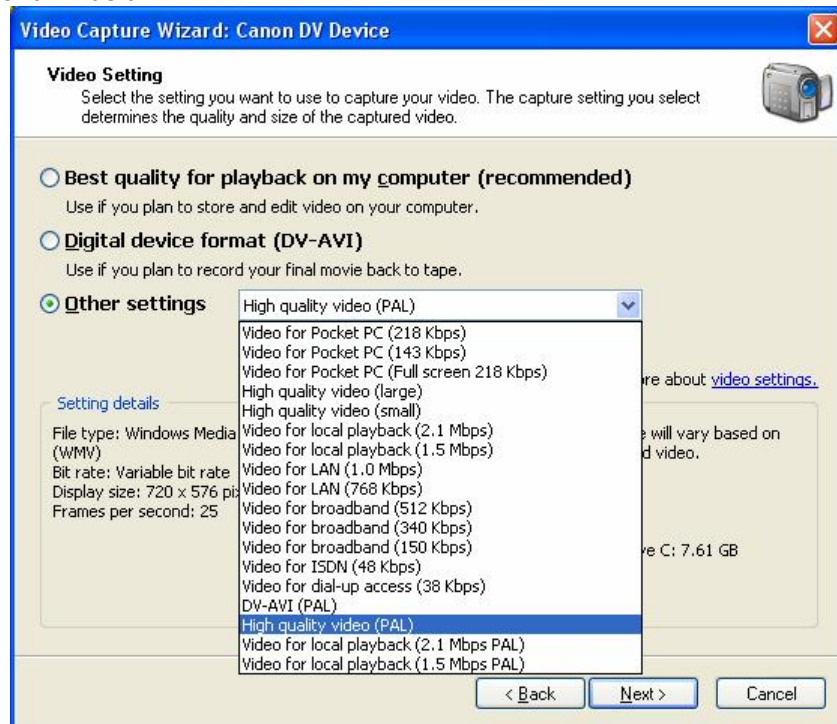 Video Capture Wizard: Canon DV Device
Video Setting
Select the setting you want to use to capture your video. The capture setting you select
determines the quality and size of the captured video.
Best quality for playback on my computer (recommended)
Use if you plan to store and edit video on your computer.
Digital device format (DV-AVI)
Use if you plan to record your final movie back to tape.
Other settings
High quality video (PAL)
Video for Pocket PC (218 Kbps)
Video for Pocket PC (143 Kbps)
Video for Pocket PC (Full screen 218 Kbps)
High quality video (large)
High quality video (small)
Video for local playback (2.1 Mbps)
Video for local playback (1.5 Mbps)
Video for LAN (1.0 Mbps)
Video for LAN (768 Kbps)
Video for broadband (512 Kbps)
Video for broadband (340 Kbps)
Video for broadband (150 Kbps)
Video for ISDN (48 Kbps)
Video for dial-up access (38 Kbps)
DV-AVI (PAL)
High quality video (PAL)
Video for local playback (2.1 Mbps PAL)
Video for local playback (1.5 Mbps PAL)
re about video settings.
Setting details
File type: Windows Media
(WMV)
Bit rate: Variable bit rate
Display size: 720 x 576 pi
Frames per second: 25
will vary based on
d video.
e C: 7.61 GB
< Back
Next >
Cancel